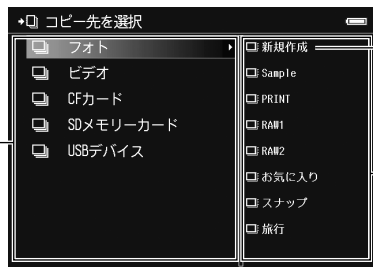 コピー先を選択
フォト
ビデオ
CFカード
SDメモリーカード
USBデバイス
新規作成
Sample
PRINT
RAW1
RAW2
お気に入り
スナップ
旅行